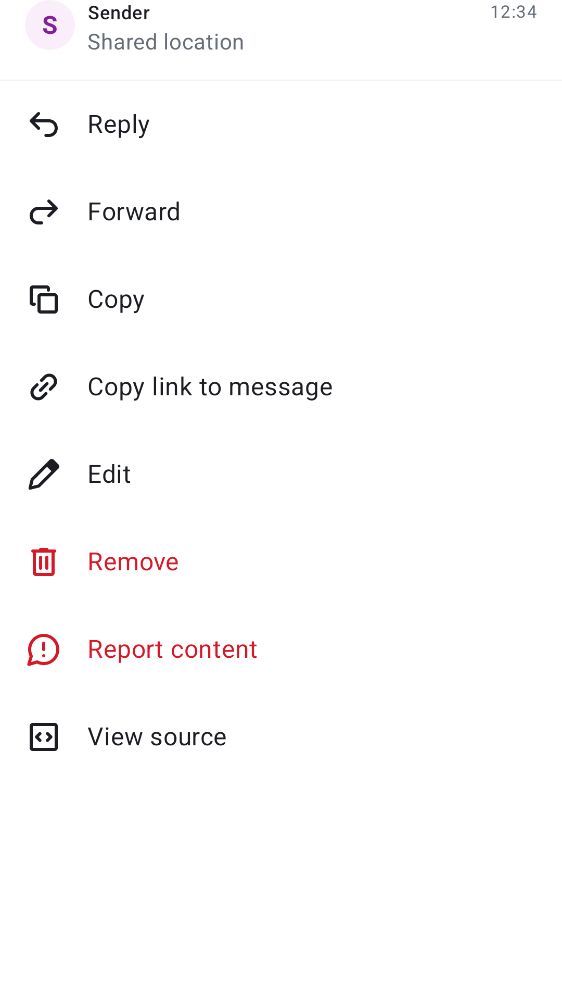 S
Sender
12:34
Shared location
Reply
Forward
Copy
Copy link to message
Edit
Remove
Report content
View source